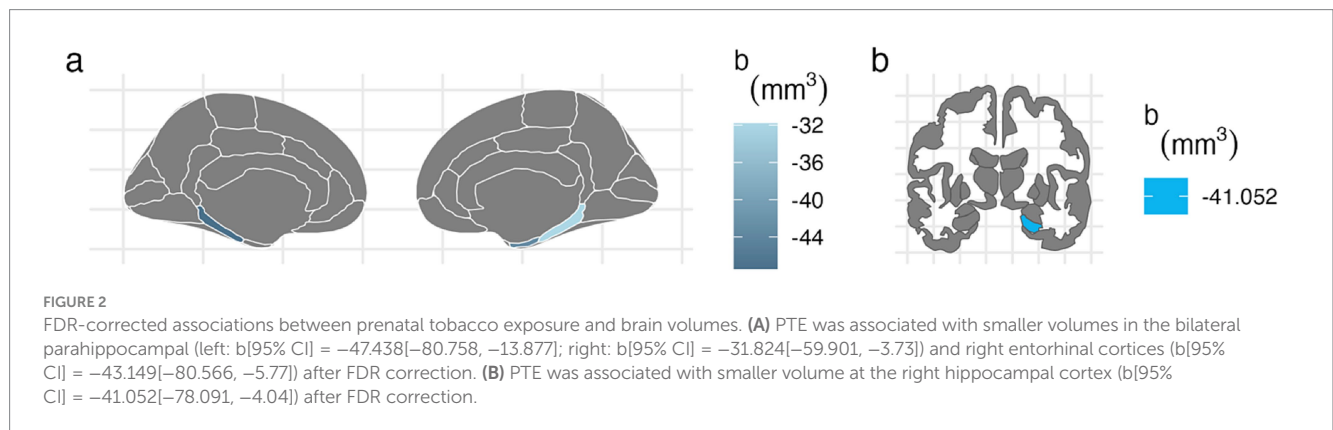 a
b
(mm³)
-32
-36
-40
-44
b
b
(mm³)
-41.052
FIGURE 2
FDR-corrected associations between prenatal tobacco exposure and brain volumes. (A) PTE was associated with smaller volumes in the bilateral
parahippocampal (left: b[95% CI] = −47.438[−80.758, −13.877]; right: b[95% CI] = −31.824[−59.901, −3.73]) and right entorhinal cortices (b[95%
CI] = −43.149[−80.566, −5.77]) after FDR correction. (B) PTE was associated with smaller volume at the right hippocampal cortex (b[95%
CI] = −41.052[−78.091, −4.04]) after FDR correction.